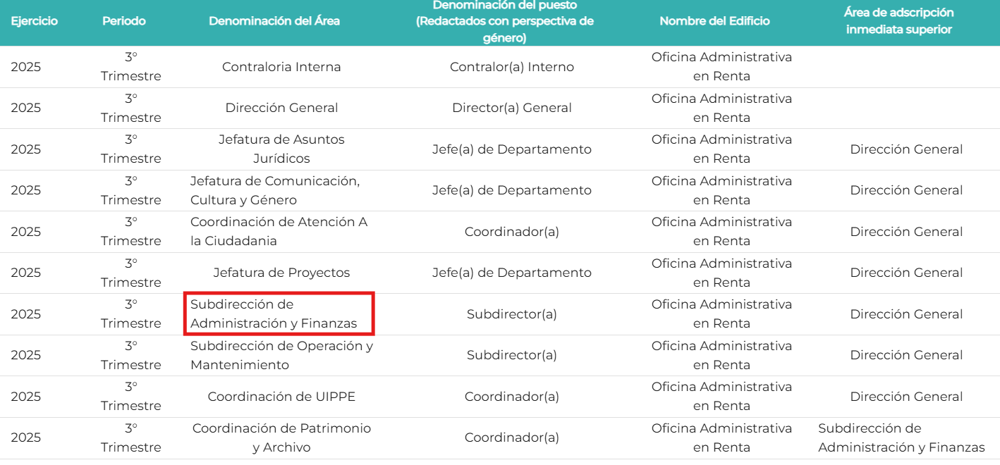 Ejercicio
Periodo
Denominación del Área
Denominación del puesto
(Redactados con perspectiva de
género)
Nombre del Edificio
Área de adscripción
inmediata superior
2025
3°
Trimestre
Contraloria Interna
Contralor(a) Interno
Oficina Administrativa
en Renta
2025
3°
Trimestre
Dirección General
Director(a) General
Oficina Administrativa
en Renta
2025
3°
Trimestre
Jefatura de Asuntos
Jurídicos
Jefe(a) de Departamento
Oficina Administrativa
en Renta
Dirección General
2025
3°
Trimestre
Jefatura de Comunicación,
Cultura y Género
Jefe(a) de Departamento
Oficina Administrativa
en Renta
Dirección General
2025
3°
Trimestre
Coordinación de Atención A
la Ciudadania
Coordinador(a)
Oficina Administrativa
en Renta
Dirección General
2025
3°
Trimestre
Jefatura de Proyectos
Jefe(a) de Departamento
Oficina Administrativa
en Renta
Dirección General
2025
3°
Trimestre
Subdirección de
Administración y Finanzas
Subdirector(a)
Oficina Administrativa
en Renta
Dirección General
2025
3°
Trimestre
Subdirección de Operación y
Mantenimiento
Subdirector(a)
Oficina Administrativa
en Renta
Dirección General
2025
3°
Trimestre
Coordinación de UIPPE
Coordinador(a)
Oficina Administrativa
en Renta
Dirección General
2025
3°
Trimestre
Coordinación de Patrimonio
y Archivo
Coordinador(a)
Oficina Administrativa
en Renta
Subdirección de
Administración y Finanzas